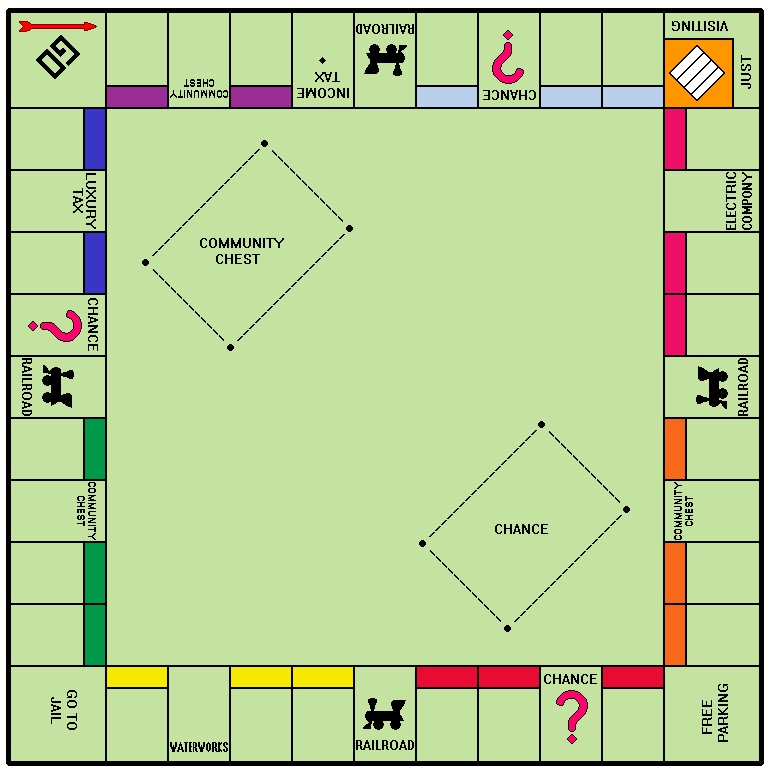 GO
COMMUNITY
CHEST
INCOME
TAX
RAILROAD
?
CHANCE
JUST
VISITING
ELECTRIC
COMPONY
RAILROAD
COMMUNITY
CHEST
FREE
PARKING
CHANCE
?
RAILROAD
WATERWORKS
GO TO
JAIL
COMMUNITY
CHEST
RAILROAD
CHANCE
?
LUXURY
TAX
COMMUNITY
CHEST
CHANCE